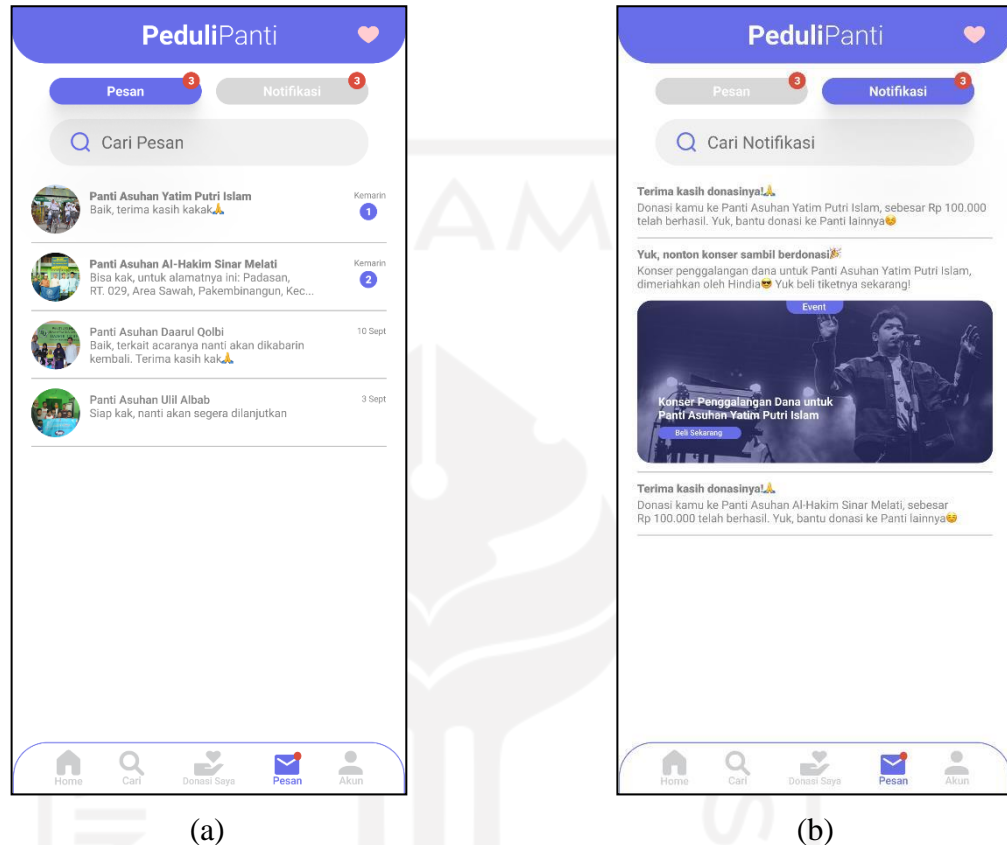 PeduliPanti
Pesan 3
Notifikasi 3
Cari Pesan
Panti Asuhan Yatim Putri Islam
Kemarin
Baik, terima kasih kakak🙏
1
Panti Asuhan Al-Hakim Sinar Melati
Kemarin
Bisa kak, untuk alamatnya ini: Padasan,
RT. 029, Area Sawah, Pakembinangun, Kec...
2
Panti Asuhan Daarul Qolbi
10 Sept
Baik, terkait acaranya nanti akan dikabarin
kembali. Terima kasih kak🙏
Panti Asuhan Ulil Albab
3 Sept
Siap kak, nanti akan segera dilanjutkan
Home
Cari
Donasi Saya
Pesan
Akun
(a)
PeduliPanti
Pesan 3
Notifikasi 3
Cari Notifikasi
Terima kasih donasinya!🙏
Donasi kamu ke Panti Asuhan Yatim Putri Islam, sebesar Rp 100.000
telah berhasil. Yuk, bantu donasi ke Panti lainnya😊
Yuk, nonton konser sambil berdonasi🎉
Konser penggalangan dana untuk Panti Asuhan Yatim Putri Islam,
dimeriahkan oleh Hindia😎 Yuk beli tiketnya sekarang!
Event
Konser Penggalangan Dana untuk
Panti Asuhan Yatim Putri Islam
Beli Sekarang
Terima kasih donasinya!🙏
Donasi kamu ke Panti Asuhan Al-Hakim Sinar Melati, sebesar
Rp 100.000 telah berhasil. Yuk, bantu donasi ke Panti lainnya😊
Home
Cari
Donasi Saya
Pesan
Akun
(b)